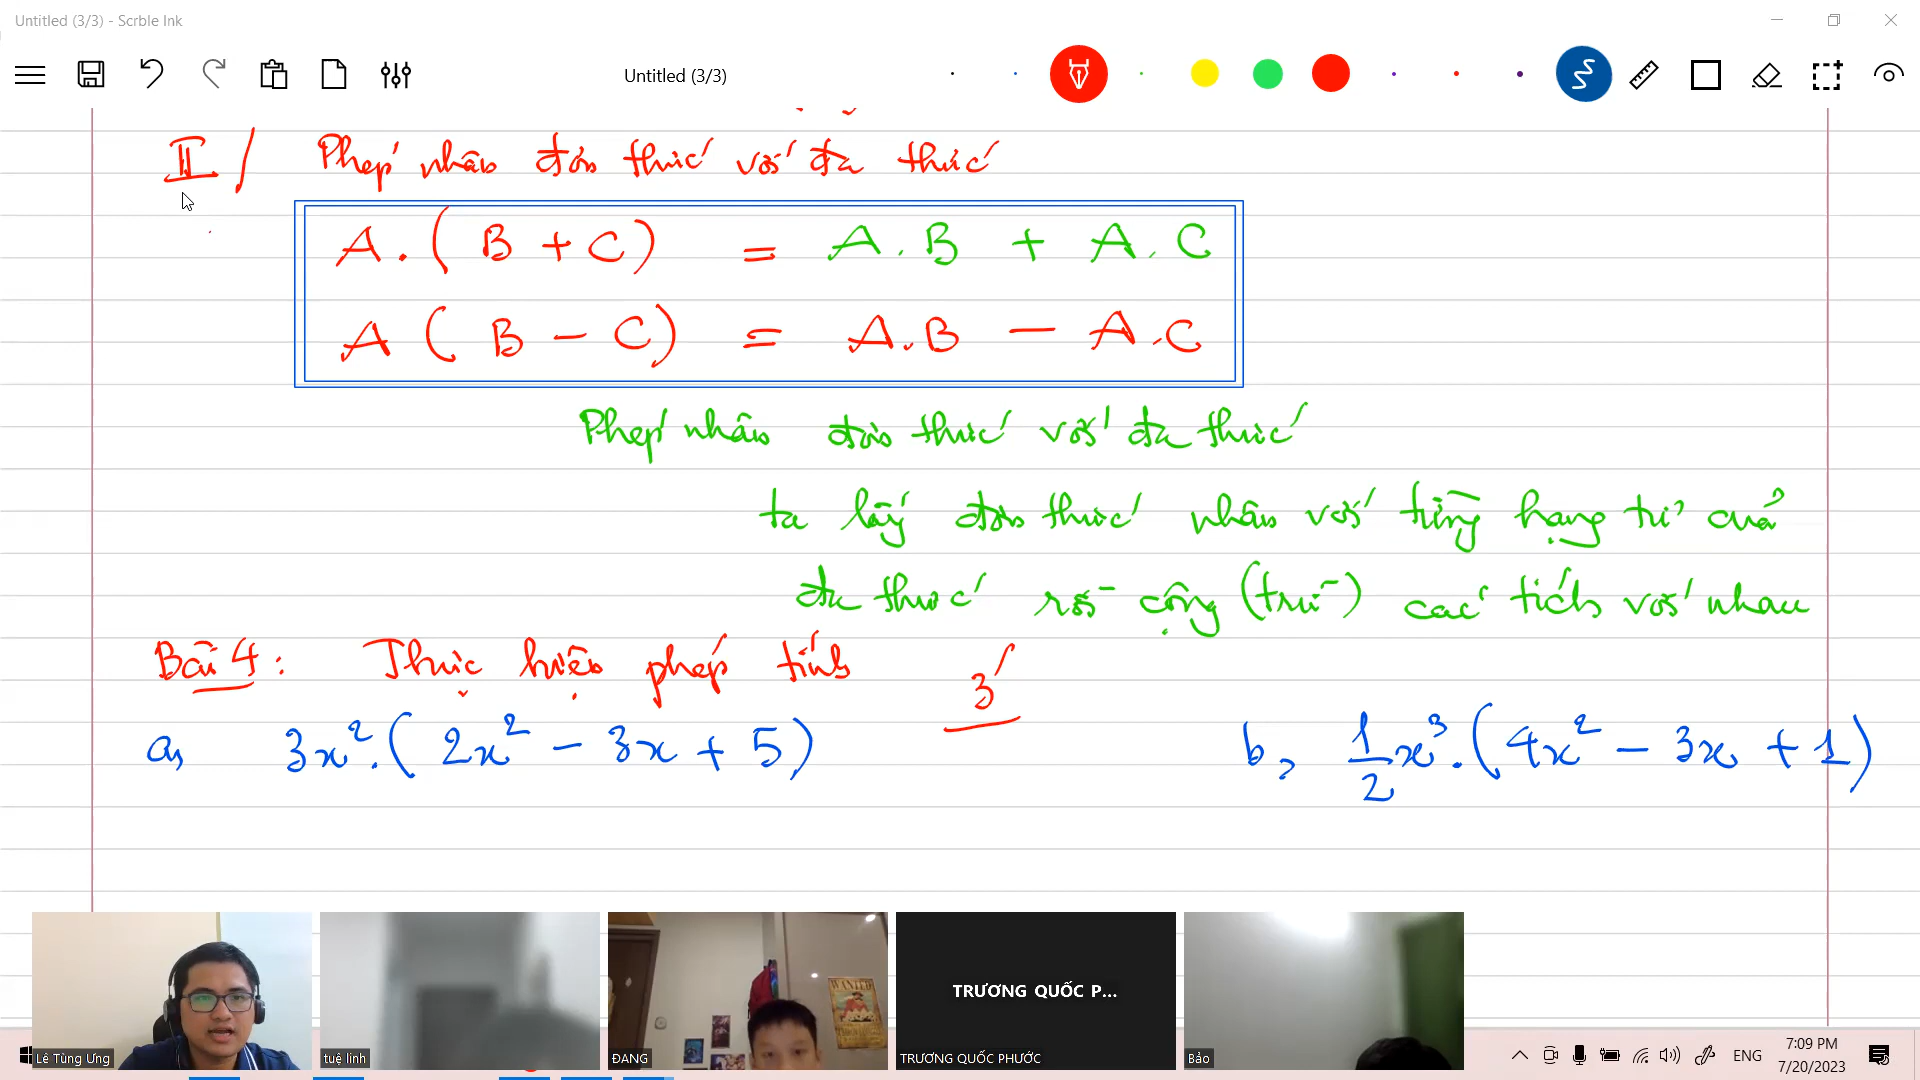 Untitled (3/3) - Scrble Ink
Untitled (3/3)
II / Phép nhân đơn thức với đa thức
A.( B + C) = A.B + A.C
A ( B - C) = A.B - A.C
Phép nhân đơn thức với đa thức
ta lấy đơn thức nhân với từng hạng tử của
đa thức rồi cộng (trừ) các tích với nhau
Bài 4: Thực hiện phép tính 3'
a, 3x².( 2x² - 3x + 5) b, 1/2 x³.(4x² - 3x + 1)
WANTED
TRƯƠNG QUỐC P...
Lê Tùng Ưng
tuệ linh
ĐANG
TRƯƠNG QUỐC PHƯỚC
Bảo
ENG
7:09 PM
7/20/2023